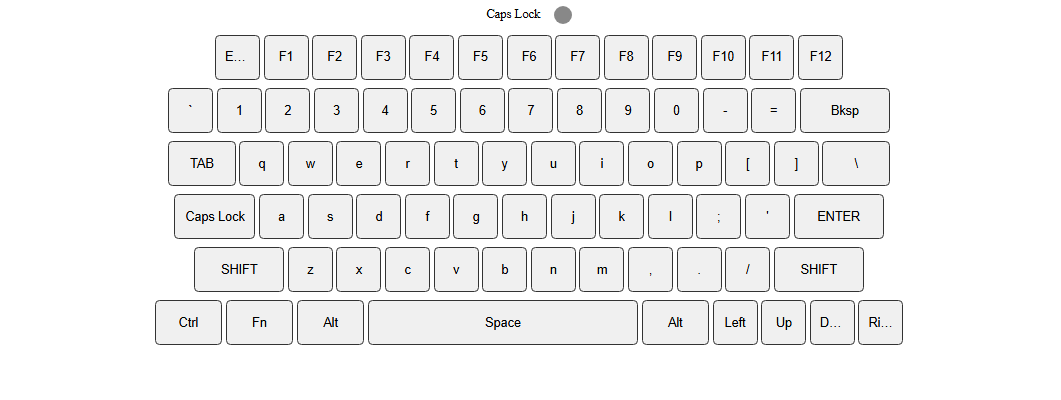 Caps Lock
E... F1 F2 F3 F4 F5 F6 F7 F8 F9 F10 F11 F12
` 1 2 3 4 5 6 7 8 9 0 - = Bksp
TAB q w e r t y u i o p [ ] \
Caps Lock a s d f g h j k l ; ' ENTER
SHIFT z x c v b n m , . / SHIFT
Ctrl Fn Alt Space Alt Left Up D... Ri...